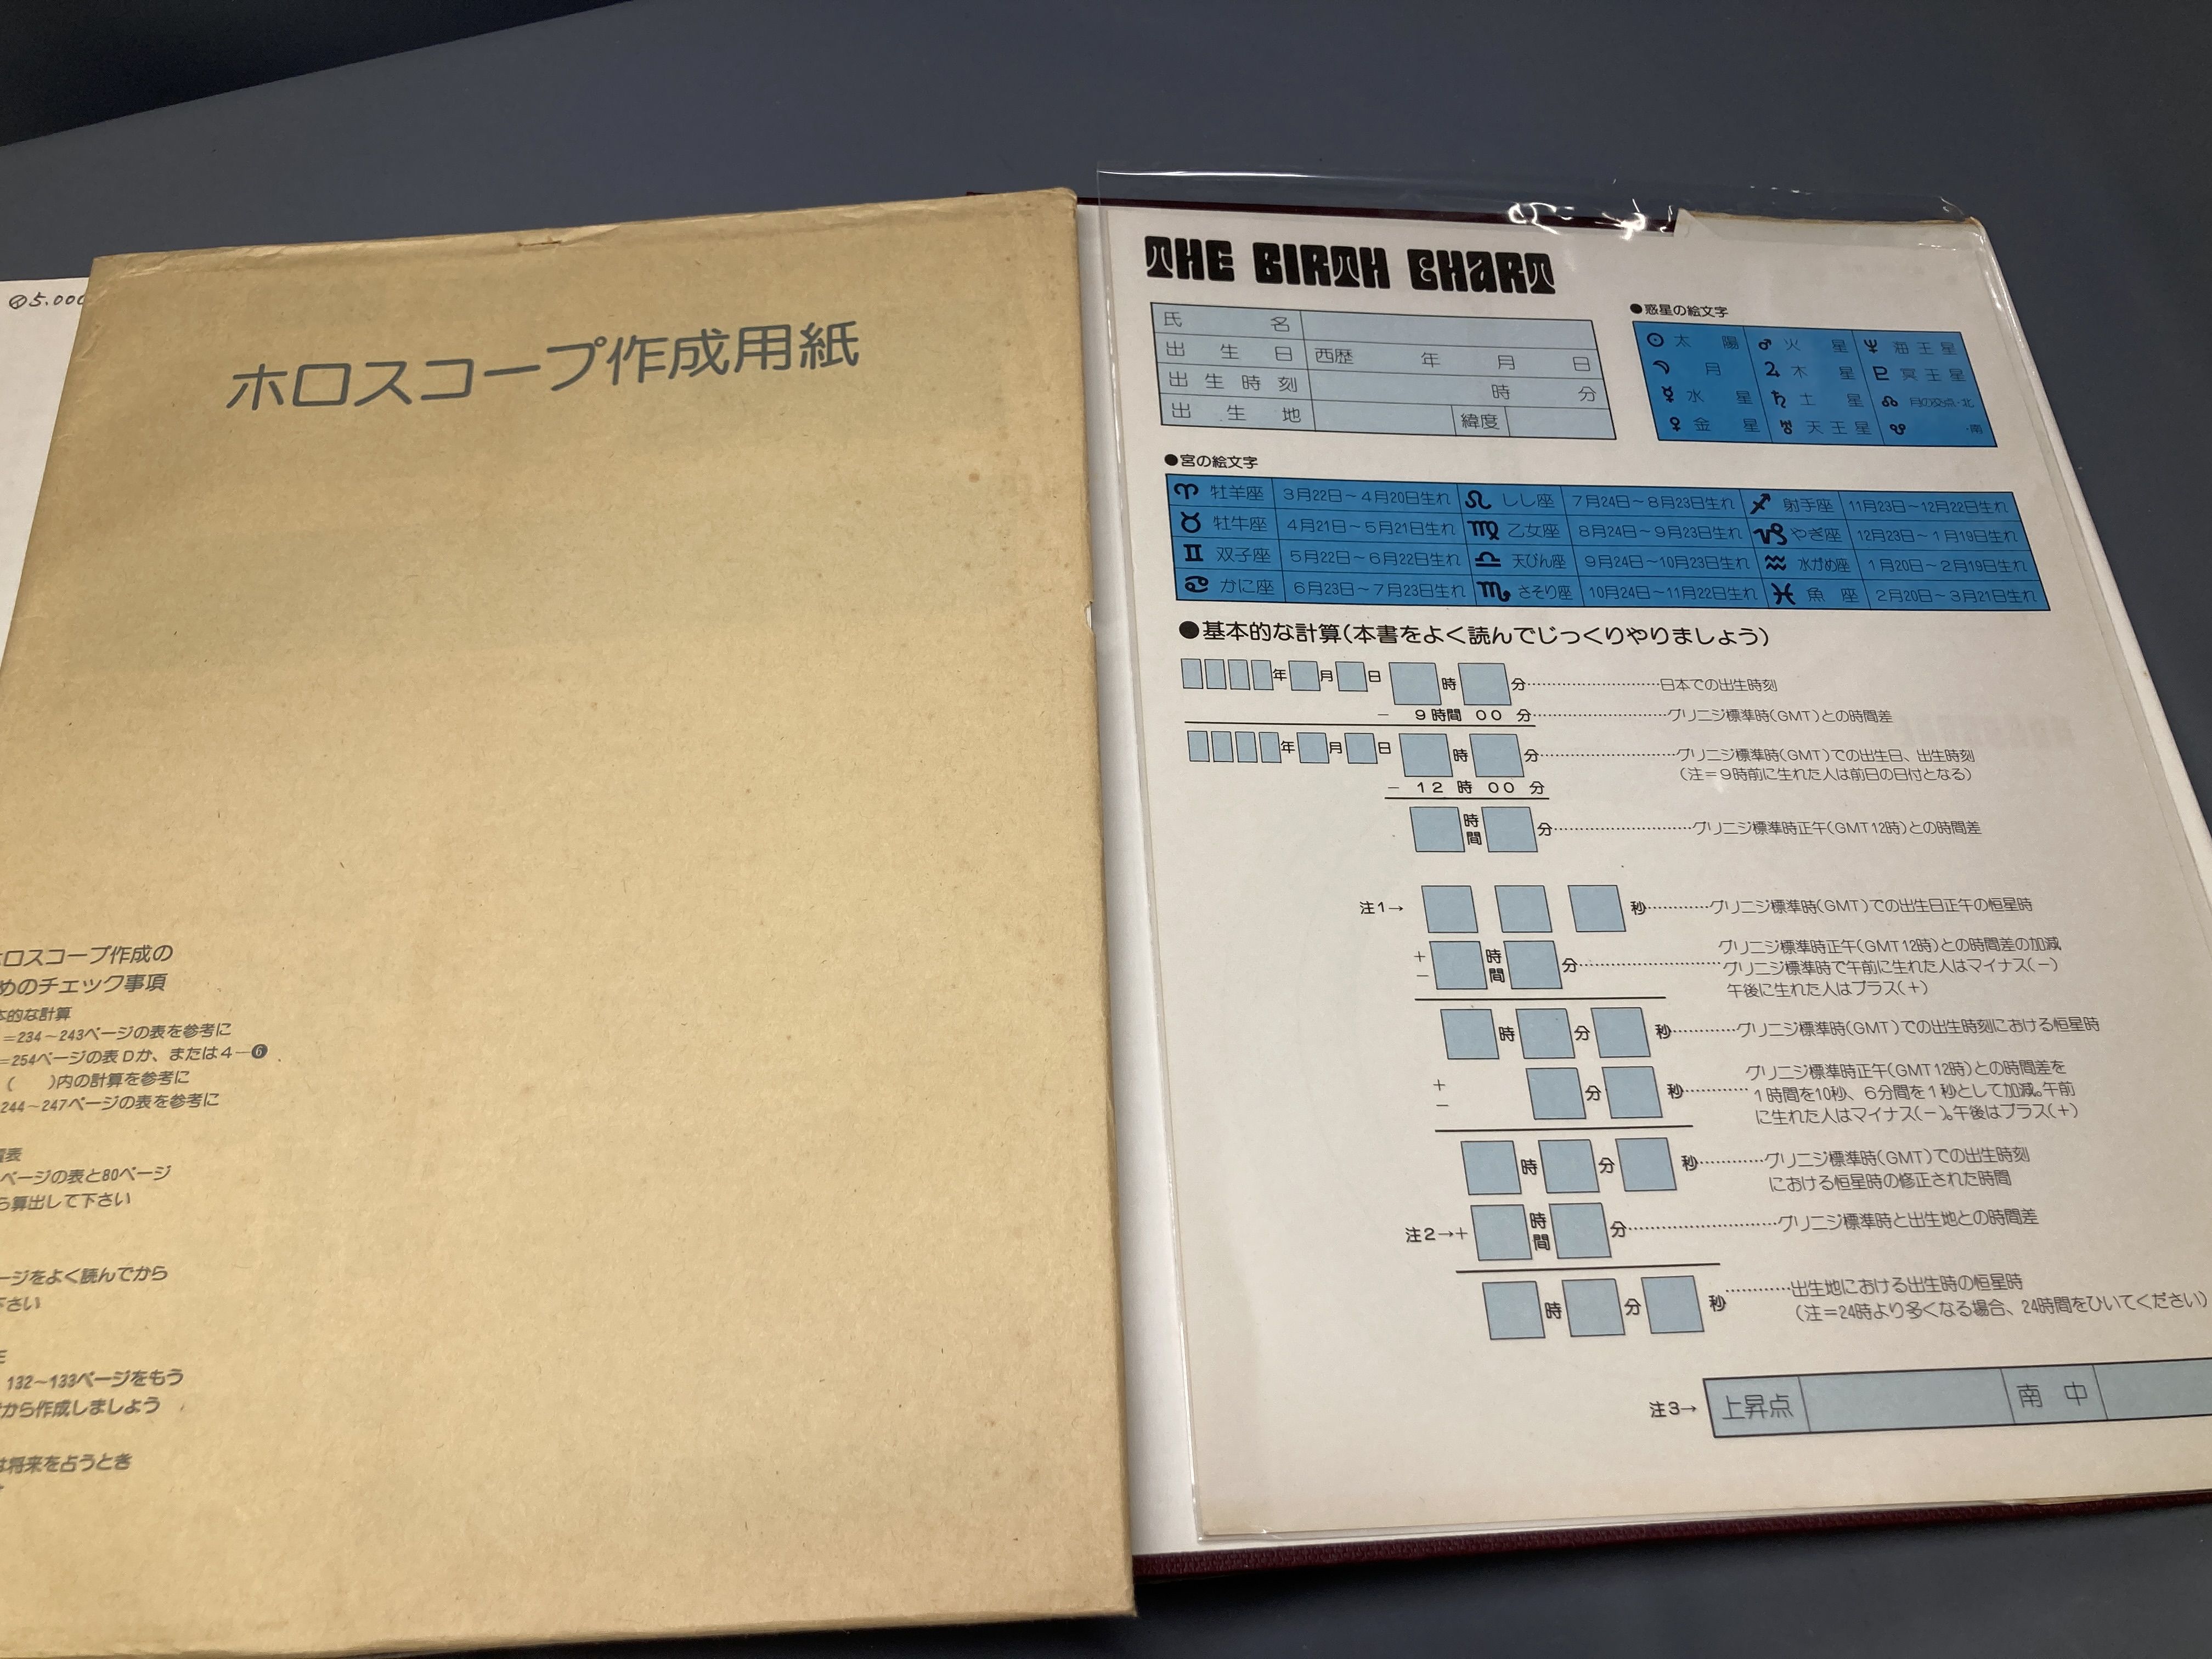 5.000
ホロスコープ作成用紙
ホロスコープ作成の
めのチェック事項
本的な計算
=234~243ページの表を参考に
=254ページの表Dか、または4-❻
( )内の計算を参考に
244~247ページの表を参考に
表
ページの表と80ページ
ら算出して下さい
ージをよく読んでから
下さい
132~133ページをもう
から作成しましょう
は将来を占うとき
THE BIRTH CHART
氏名
出生日 西歴 年 月 日
出生時刻 時 分
出生地 緯度
●惑星の絵文字
☉ 太陽 ♂ 火星 ♆ 海王星
☽ 月 ♃ 木星 ♇ 冥王星
☿ 水星 ♄ 土星 ☊ 月の交点・北
♀ 金星 ♅ 天王星 ☋ ・南
●宮の絵文字
♈ 牡羊座 3月22日~4月20日生れ ♌ しし座 7月24日~8月23日生れ ♐ 射手座 11月23日~12月22日生れ
♉ 牡牛座 4月21日~5月21日生れ ♍ 乙女座 8月24日~9月23日生れ ♑ やぎ座 12月23日~1月19日生れ
♊ 双子座 5月22日~6月22日生れ ♎ 天びん座 9月24日~10月23日生れ ♒ 水がめ座 1月20日~2月19日生れ
♋ かに座 6月23日~7月23日生れ ♏ さそり座 10月24日~11月22日生れ ♓ 魚座 2月20日~3月21日生れ
●基本的な計算(本書をよく読んでじっくりやりましょう)
年 月 日 時 分……日本での出生時刻
- 9時間 00 分……グリニジ標準時(GMT)との時間差
年 月 日 時 分……グリニジ標準時(GMT)での出生日、出生時刻
(注=9時前に生れた人は前日の日付となる)
- 12 時 00 分
時間 分……グリニジ標準時正午(GMT12時)との時間差
注1→ 秒……グリニジ標準時(GMT)での出生日正午の恒星時
グリニジ標準時正午(GMT12時)との時間差の加減
+ - 時間 分……グリニジ標準時で午前に生れた人はマイナス(-)
午後に生れた人はプラス(+)
時 分 秒……グリニジ標準時(GMT)での出生時刻における恒星時
グリニジ標準時正午(GMT12時)との時間差を
+ - 分 秒……1時間を10秒、6分間を1秒として加減。午前
に生れた人はマイナス(-)。午後はプラス(+)
時 分 秒……グリニジ標準時(GMT)での出生時刻
における恒星時の修正された時間
注2→+ 時間 分……グリニジ標準時と出生地との時間差
時 分 秒……出生地における出生時の恒星時
(注=24時より多くなる場合、24時間をひいてください)
注3→ 上昇点 南中